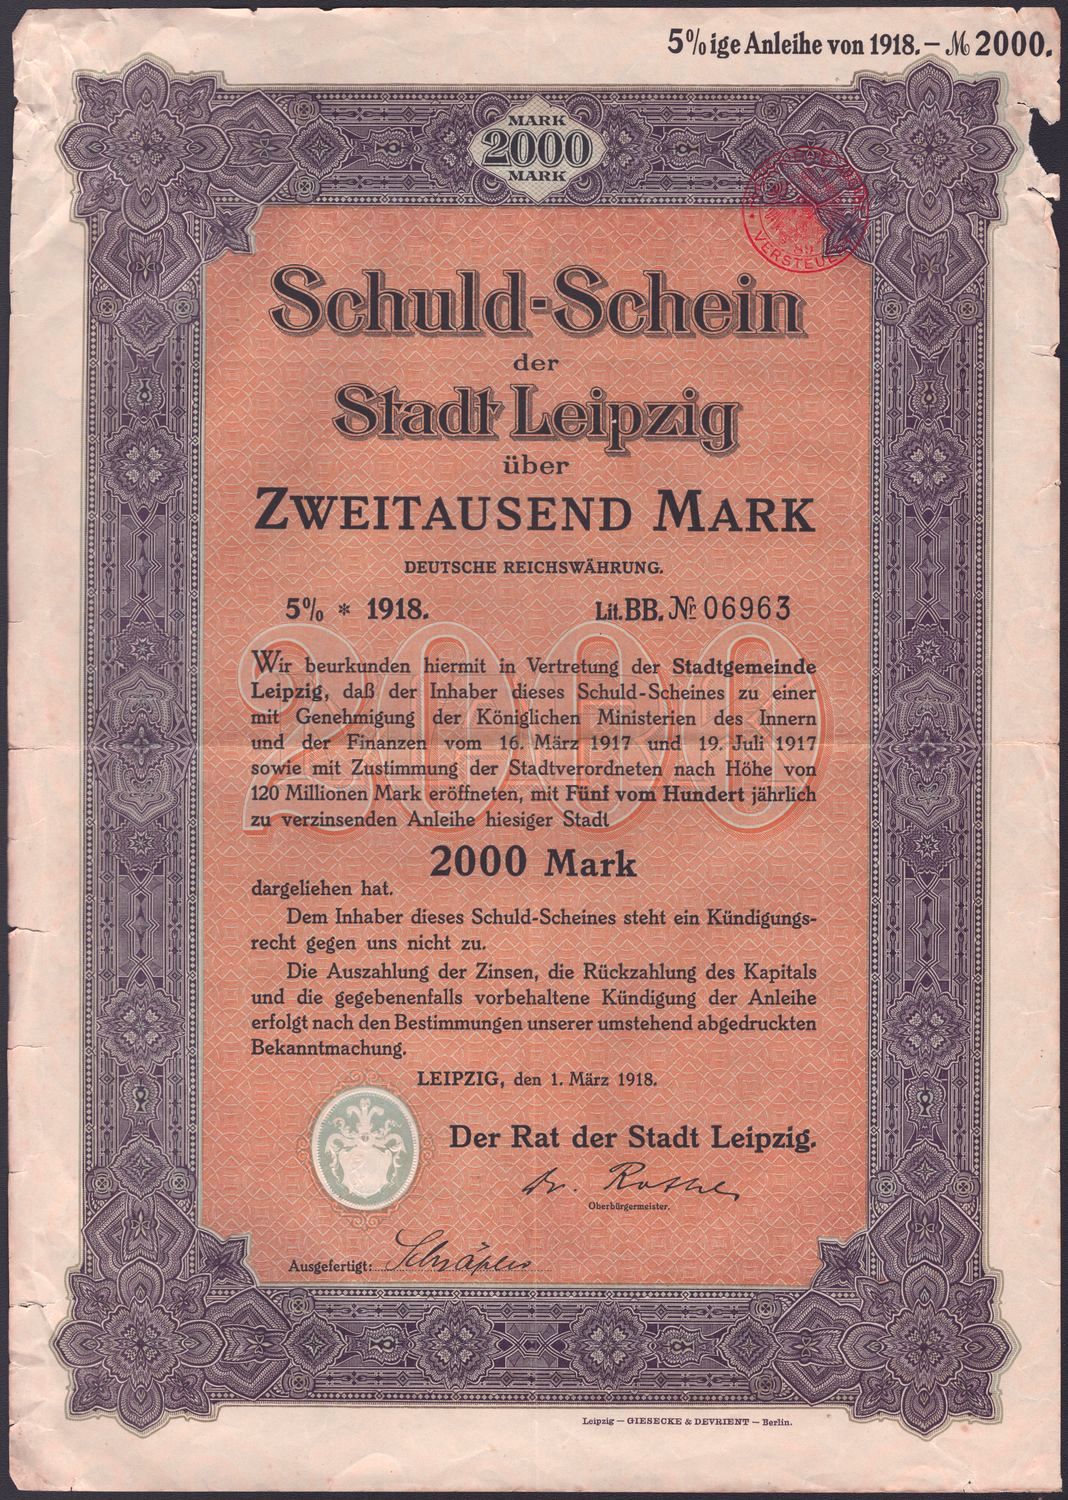 5% ige Anleihe von 1918. – M 2000.
MARK
2000
MARK
VERSTEU
Schuld-Schein
der
Stadt Leipzig
über
ZWEITAUSEND MARK
DEUTSCHE REICHSWÄHRUNG.
5% * 1918. Lit. BB. № 06963
Wir beurkunden hiermit in Vertretung der Stadtgemeinde
Leipzig, daß der Inhaber dieses Schuld-Scheines zu einer
mit Genehmigung der Königlichen Ministerien des Innern
und der Finanzen vom 16. März 1917 und 19. Juli 1917
sowie mit Zustimmung der Stadtverordneten nach Höhe von
120 Millionen Mark eröffneten, mit Fünf vom Hundert jährlich
zu verzinsenden Anleihe hiesiger Stadt
2000
2000 Mark
dargeliehen hat.
Dem Inhaber dieses Schuld-Scheines steht ein Kündigungs-
recht gegen uns nicht zu.
Die Auszahlung der Zinsen, die Rückzahlung des Kapitals
und die gegebenenfalls vorbehaltene Kündigung der Anleihe
erfolgt nach den Bestimmungen unserer umstehend abgedruckten
Bekanntmachung.
LEIPZIG, den 1. März 1918.
Der Rat der Stadt Leipzig.
Dr. Rothe
Oberbürgermeister.
Ausgefertigt:
Leipzig — GIESECKE & DEVRIENT — Berlin.